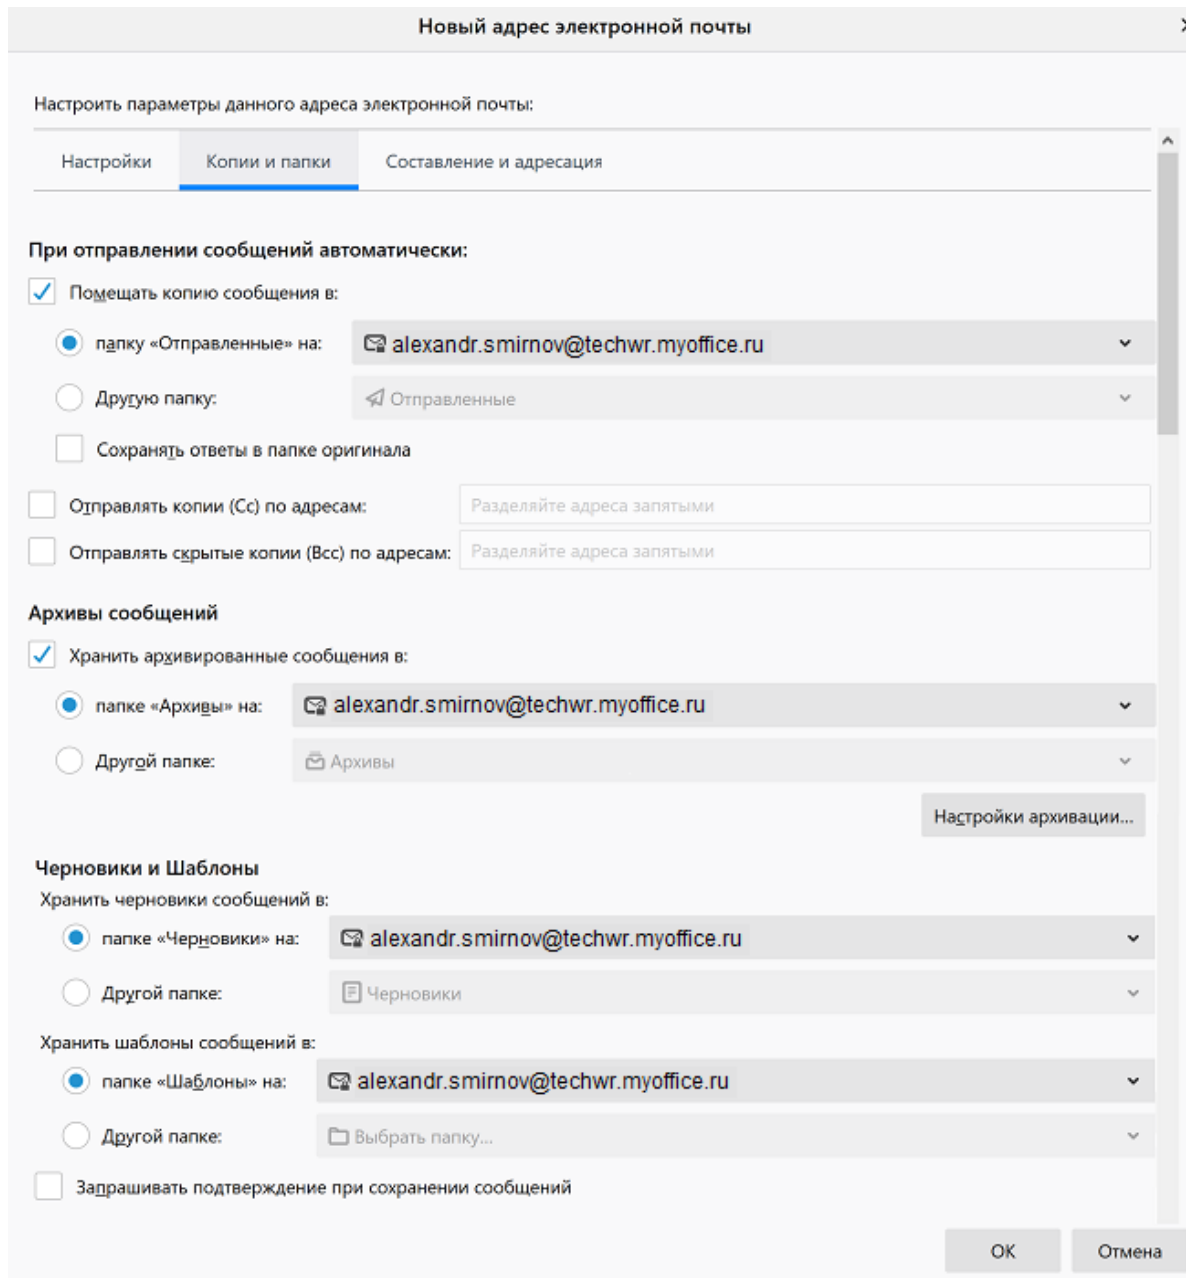 Новый адрес электронной почты
Настроить параметры данного адреса электронной почты:
Настройки Копии и папки Составление и адресация
При отправлении сообщений автоматически:
Помещать копию сообщения в:
папку «Отправленные» на: alexandr.smirnov@techwr.myoffice.ru
Другую папку: Отправленные
Сохранять ответы в папке оригинала
Отправлять копии (Cc) по адресам: Разделяйте адреса запятыми
Отправлять скрытые копии (Bcc) по адресам: Разделяйте адреса запятыми
Архивы сообщений
Хранить архивированные сообщения в:
папке «Архивы» на: alexandr.smirnov@techwr.myoffice.ru
Другой папке: Архивы
Настройки архивации...
Черновики и Шаблоны
Хранить черновики сообщений в:
папке «Черновики» на: alexandr.smirnov@techwr.myoffice.ru
Другой папке: Черновики
Хранить шаблоны сообщений в:
папке «Шаблоны» на: alexandr.smirnov@techwr.myoffice.ru
Другой папке: Выбрать папку...
Запрашивать подтверждение при сохранении сообщений
OK Отмена